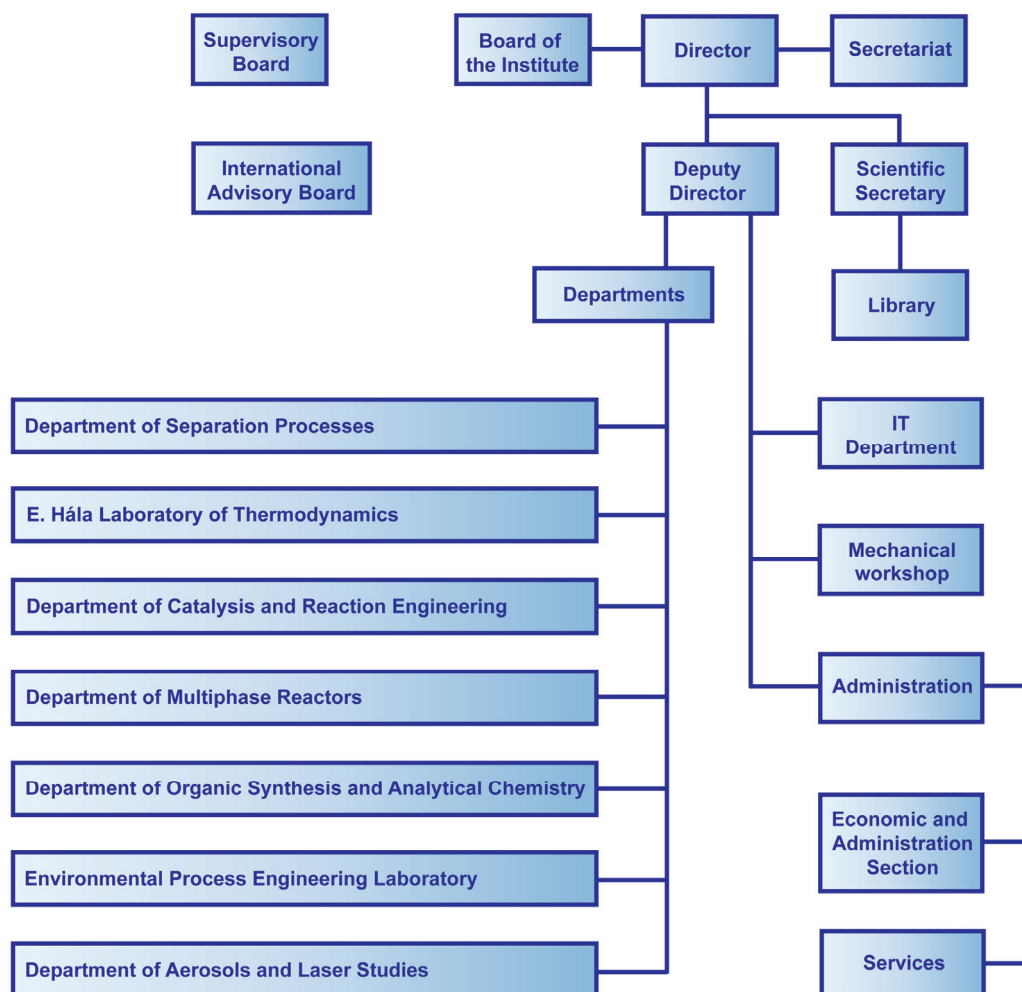 Supervisory
Board
Board of
the Institute
Director
Secretariat
International
Advisory Board
Deputy
Director
Scientific
Secretary
Departments
Library
Department of Separation Processes
IT
Department
E. Hála Laboratory of Thermodynamics
Mechanical
workshop
Department of Catalysis and Reaction Engineering
Department of Multiphase Reactors
Administration
Department of Organic Synthesis and Analytical Chemistry
Economic and
Administration
Section
Environmental Process Engineering Laboratory
Department of Aerosols and Laser Studies
Services